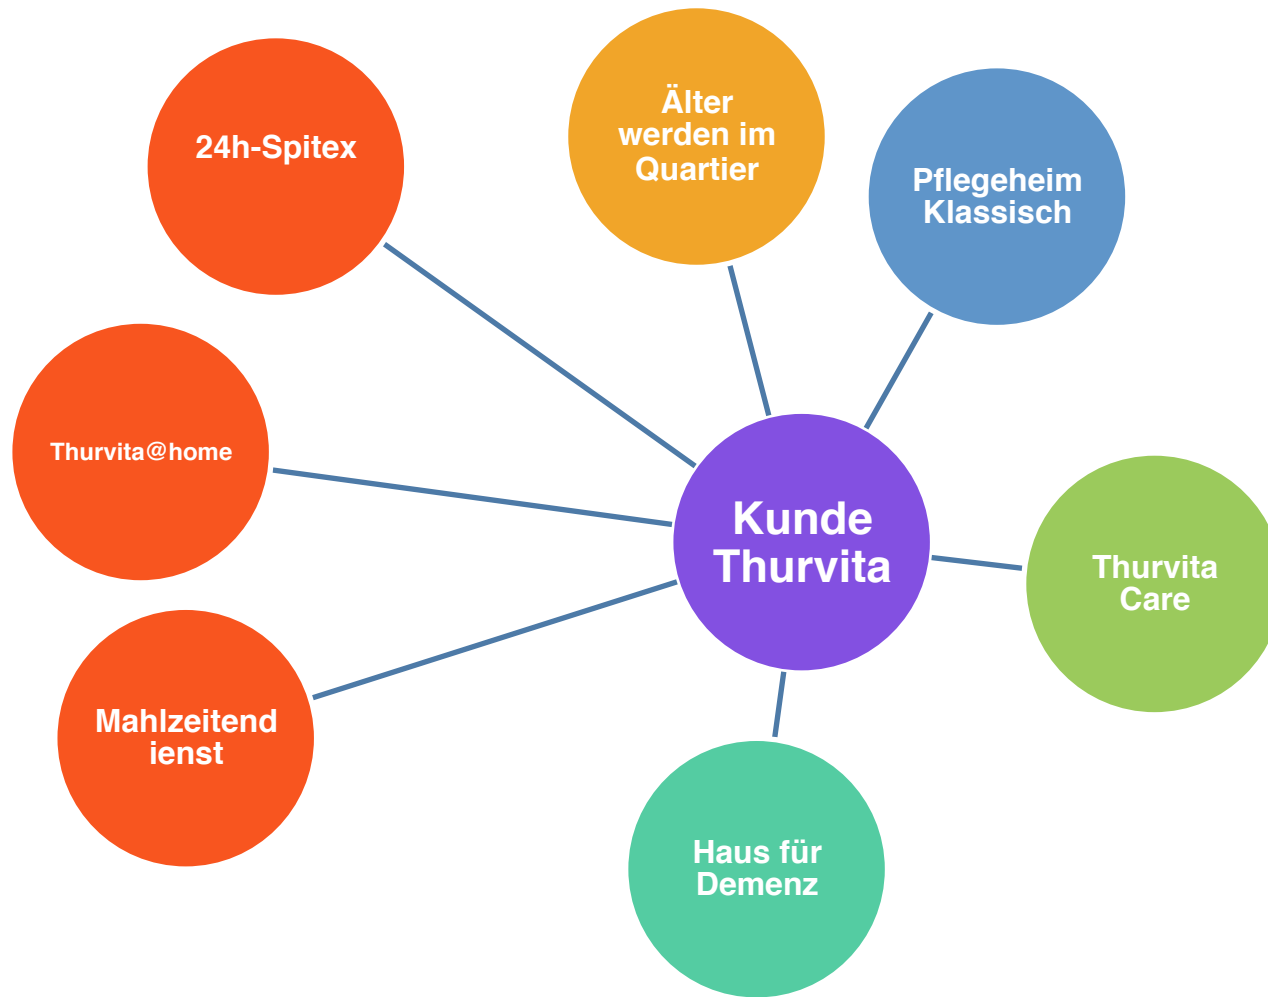 24h-Spitex
Älter
werden im
Quartier
Pflegeheim
Klassisch
Thurvita@home
Kunde
Thurvita
Thurvita
Care
Mahlzeitend
ienst
Haus für
Demenz